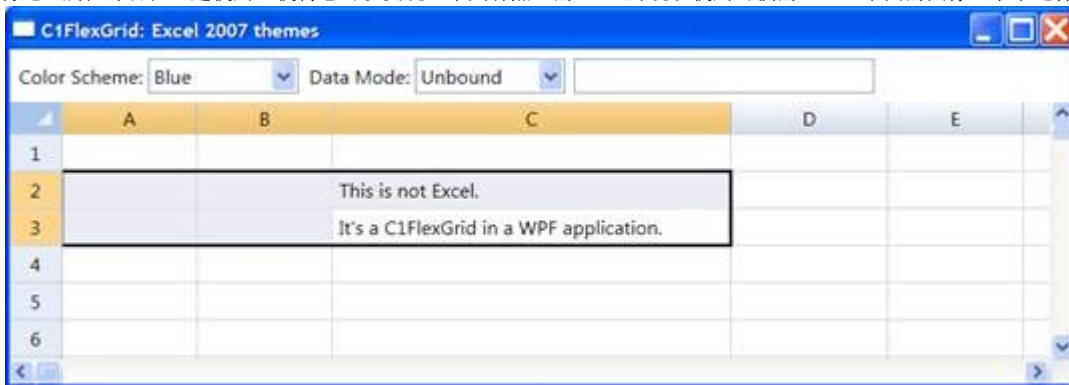 C1FlexGrid: Excel 2007 themes
Color Scheme: Blue Data Mode: Unbound
A B C D E
1
2 This is not Excel.
3 It's a C1FlexGrid in a WPF application.
4
5
6